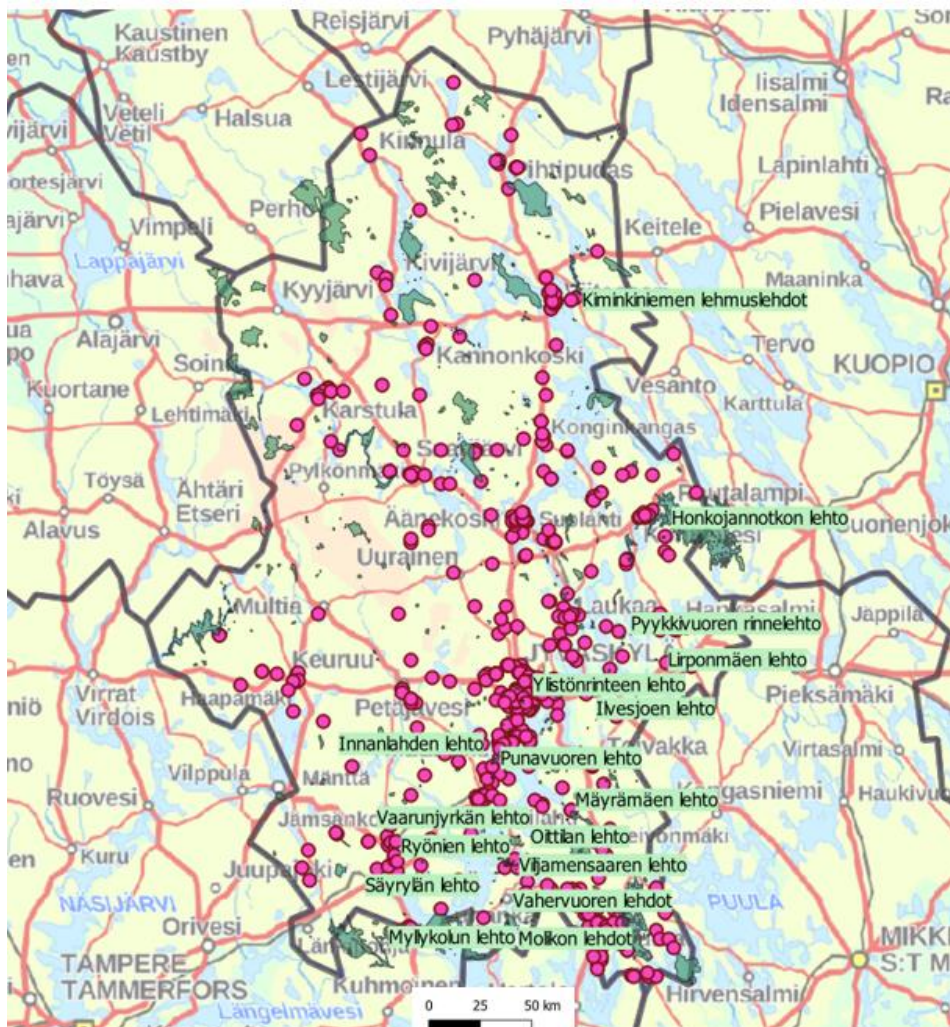 Kaustinen
Kaustby
Reisjärvi
Pyhäjärvi
Lestijärvi
Iisalmi
Idensalmi
Veteli
Vetil
Halsua
Kinnula
Lapinlahti
Pihtipudas
Perho
Vimpeli
Keitele
Pielavesi
Lappajärvi
Kivijärvi
Maaninka
Kyyjärvi
Kiminkiniemen lehmuslehdot
Alajärvi
Kannonkoski
Tervo
KUOPIO
Soini
Vesanto
Kuortane
Karttula
Lehtimäki
Karstula
Konginkangas
Saarijärvi
Töysä
Ähtäri
Etseri
Alavus
Äänekoski
Suolahti
Honkojannotkon lehto
Uurainen
Multia
Laukaa
Hankasalmi
Jäppilä
Pyykkivuoren rinnelehto
Keuruu
JYVÄSKYLÄ
Lirponmäen lehto
Virrat
Virdois
Haapamäki
Ylistönrinteen lehto
Pieksämäki
Petäjävesi
Ilvesjoen lehto
Innanlahden lehto
Toivakka
Virtasalmi
Punavuoren lehto
Vilppula
Mänttä
Ruovesi
Mäyrämäen lehto
Kangasniemi
Vaarunjyrkän lehto
Oittilan lehto
Kuru
Ryönien lehto
Juupajoki
Viljamensaaren lehto
Säyrylän lehto
NÄSIJÄRVI
Vahervuoren lehdot
PUULA
Orivesi
Myllykolun lehto
Molikon lehdot
TAMPERE
TAMMERFORS
Kuhmoinen
Hirvensalmi
Längelmävesi
0 25 50 km